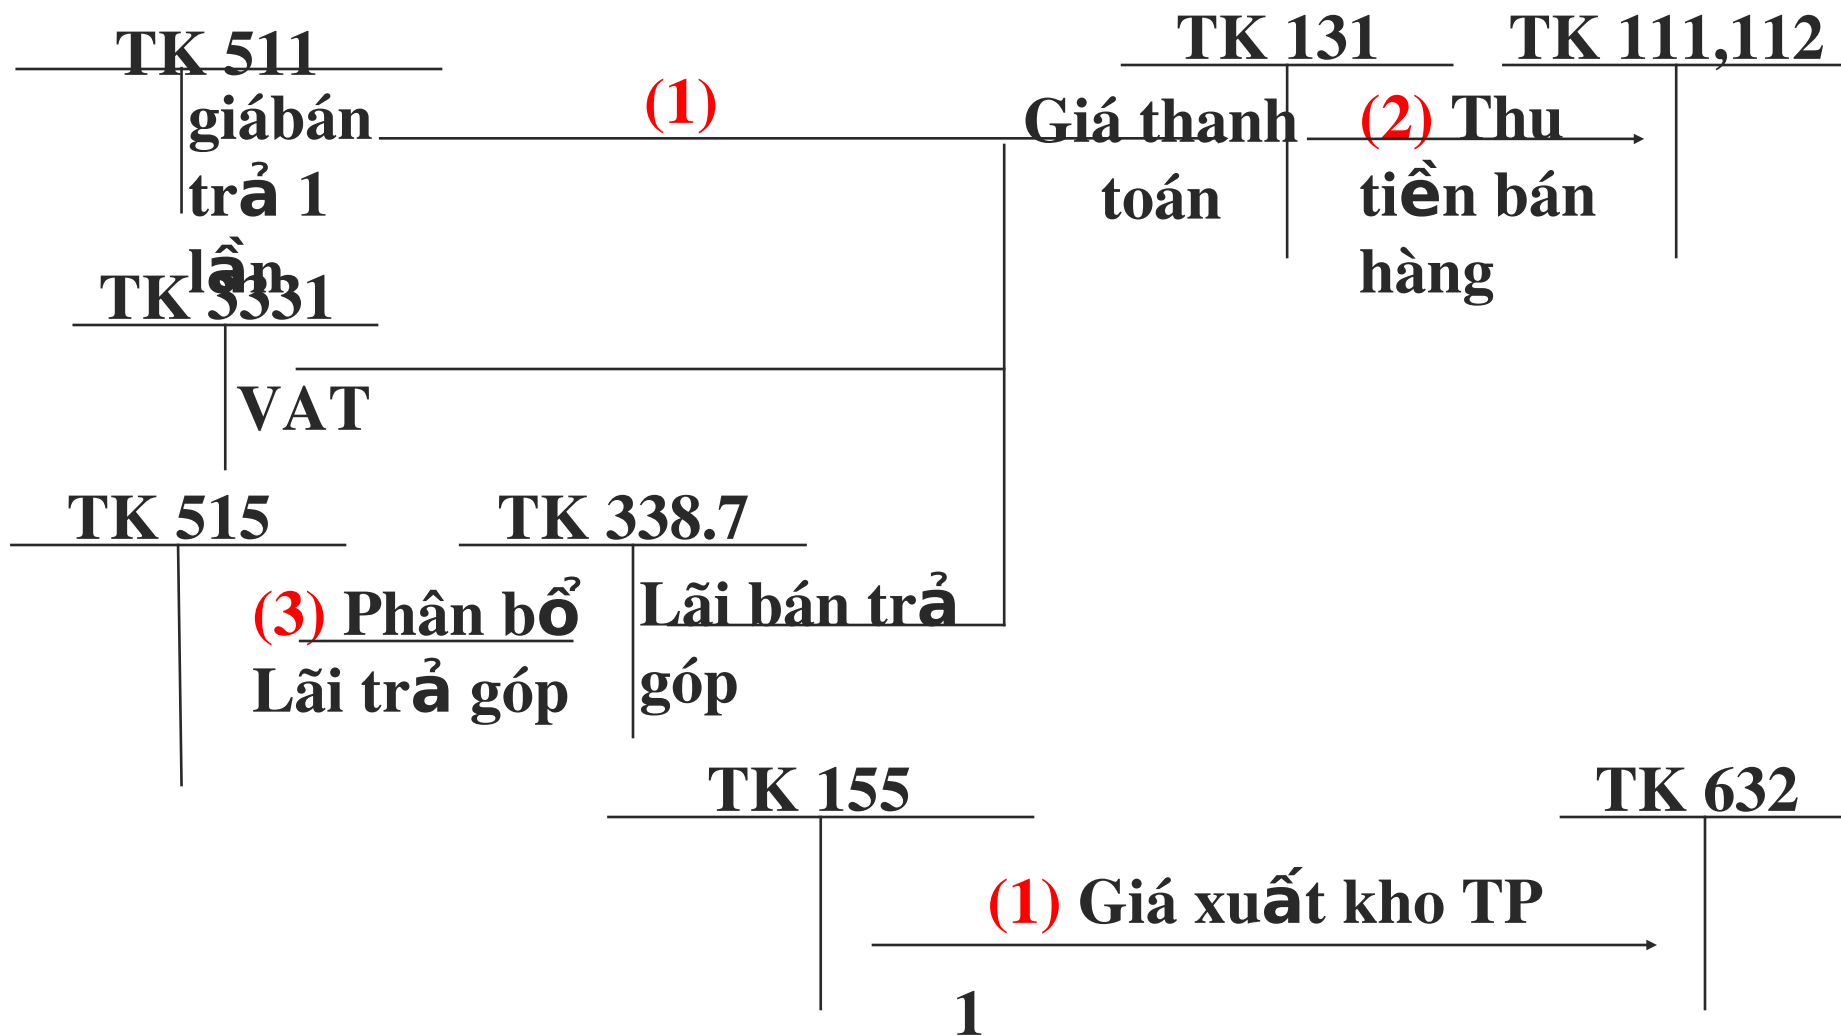 TK 511
giábán
trả 1
lần
(1)
TK 131
Giá thanh
toán
TK 111,112
(2) Thu
tiền bán
hàng
TK 3331
VAT
TK 515
(3) Phân bổ
Lãi trả góp
TK 338.7
Lãi bán trả
góp
TK 155
TK 632
(1) Giá xuất kho TP
1